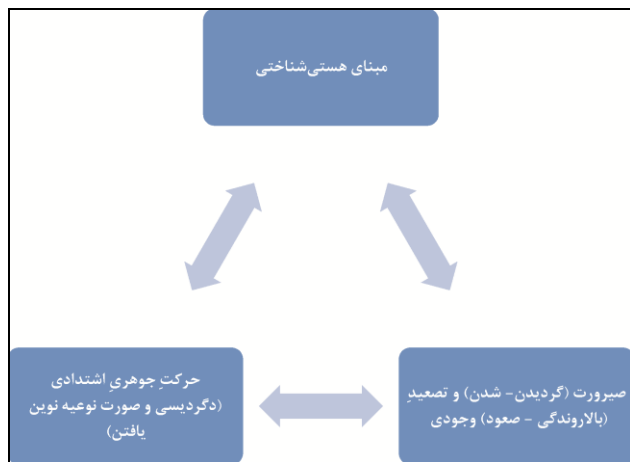 مبنای هستی‌شناختی
صیرورت (گردیدن- شدن) و تصعیدِ
(بالاروندگی - صعود) وجودی
حرکتِ جوهریِ اشتدادی
(دگردیسی و صورت نوعیه نوین
یافتن)